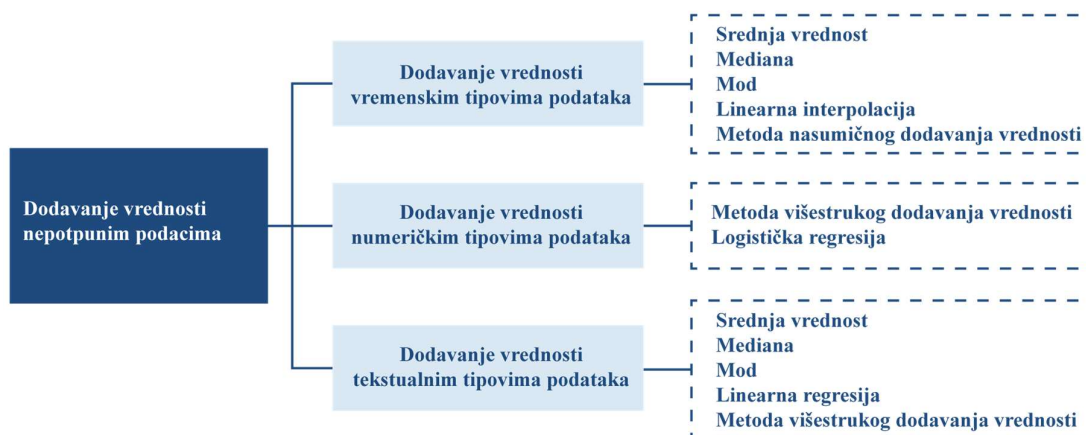 Dodavanje vrednosti
nepotpunim podacima
Dodavanje vrednosti
vremenskim tipovima podataka
Srednja vrednost
Mediana
Mod
Linearna interpolacija
Metoda nasumičnog dodavanja vrednosti
Dodavanje vrednosti
numeričkim tipovima podataka
Metoda višestrukog dodavanja vrednosti
Logistička regresija
Dodavanje vrednosti
tekstualnim tipovima podataka
Srednja vrednost
Mediana
Mod
Linearna regresija
Metoda višestrukog dodavanja vrednosti